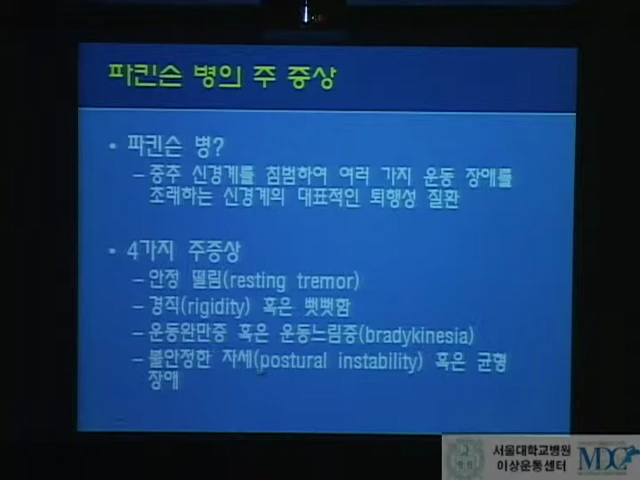 파킨슨 병의 주 증상
• 파킨슨 병?
– 중추 신경계를 침범하여 여러 가지 운동 장애를
조래하는 신경계의 대표적인 퇴행성 질환
• 4가지 주증상
– 안정 떨림(resting tremor)
– 경직(rigidity) 혹은 뻣뻣함
– 운동완만증 혹은 운동느림증(bradykinesia)
– 불안정한 자세(postural instability) 혹은 균형
장애
서울대학교병원
이상운동센터
MDC